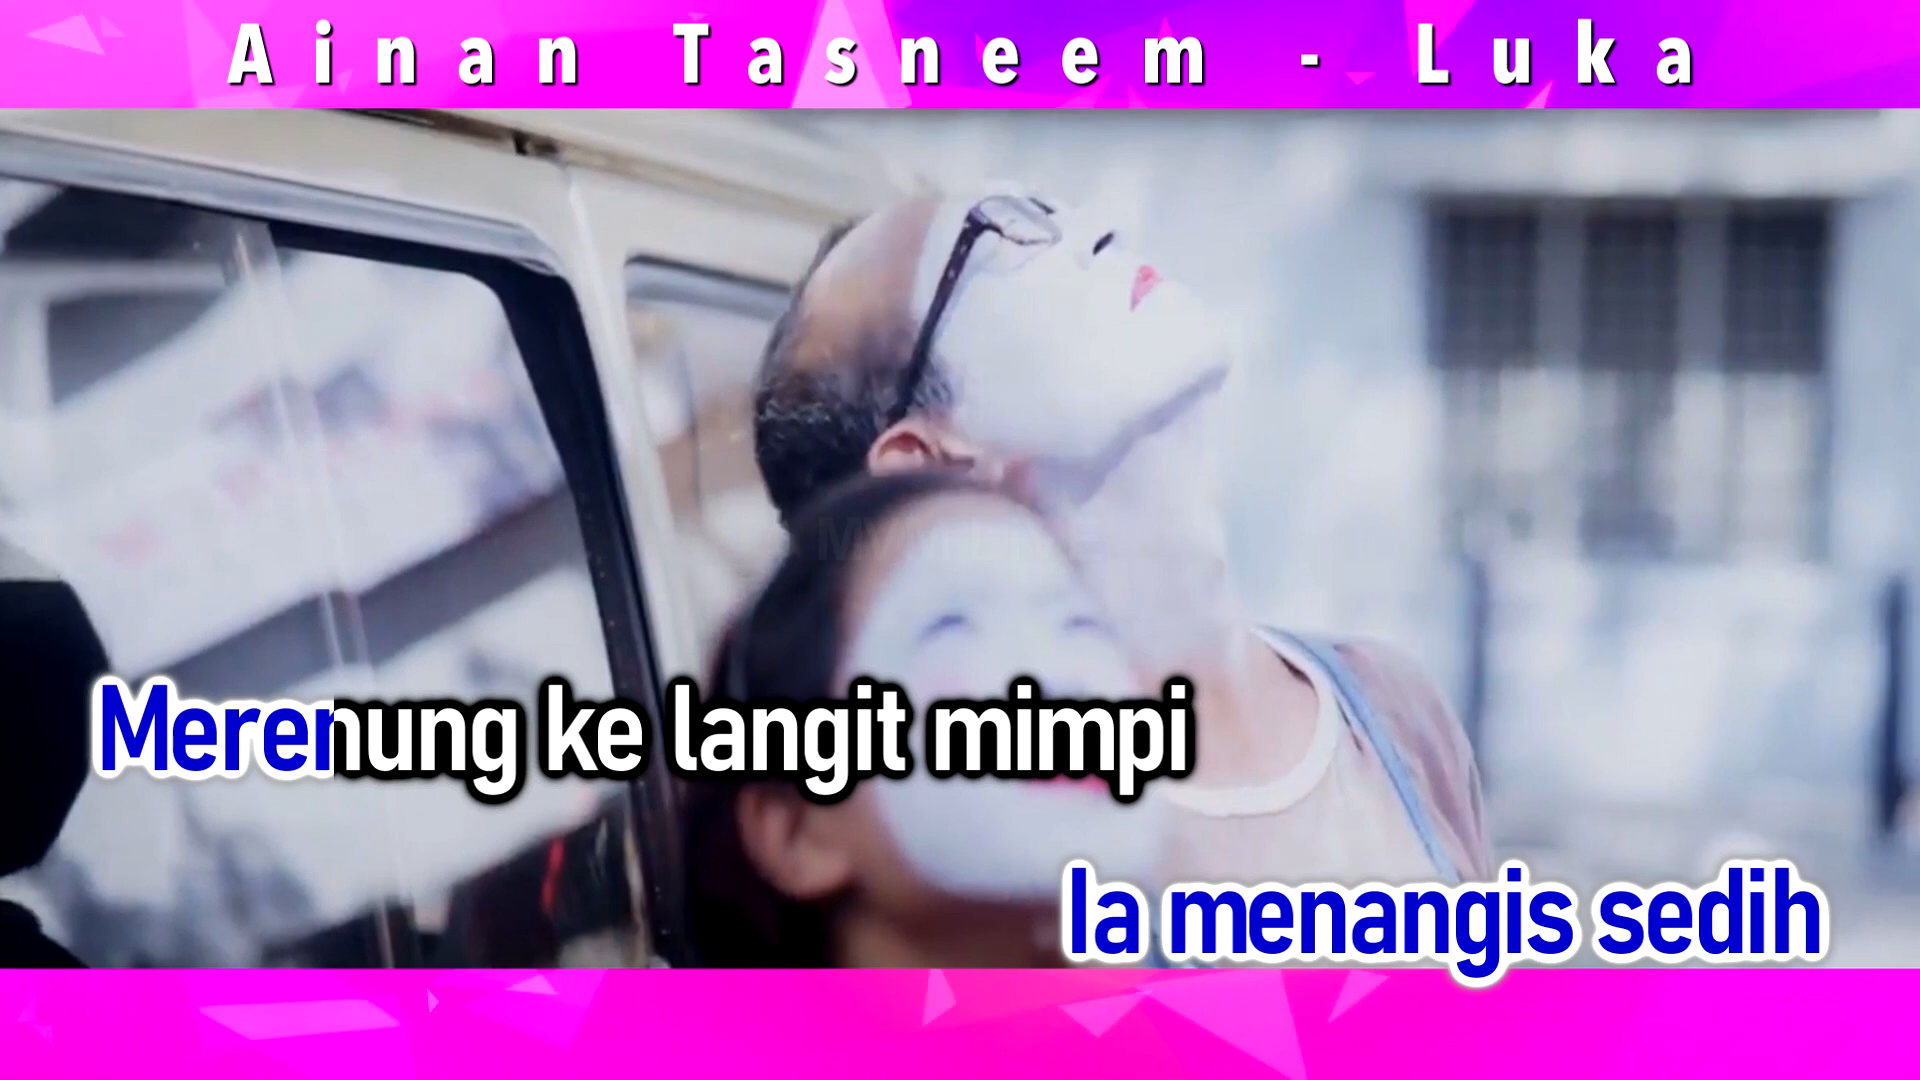 Ainan Tasneem - Luka
Merenung ke langit mimpi
Ia menangis sedih